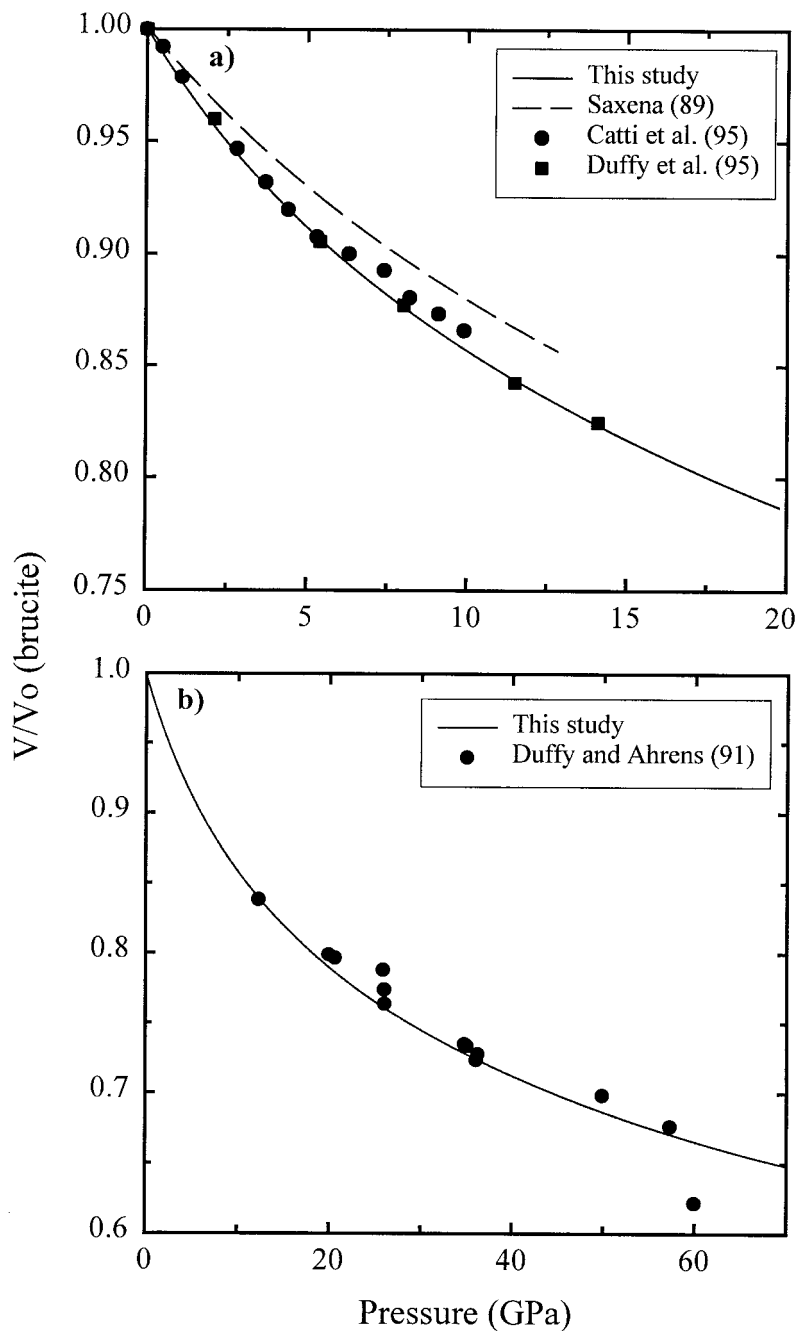 1.00
a)
This study
Saxena (89)
Catti et al. (95)
Duffy et al. (95)
0.95
0.90
0.85
0.80
0.75
0
5
10
15
20
V/Vo (brucite)
1.0
b)
This study
Duffy and Ahrens (91)
0.9
0.8
0.7
0.6
0
20
40
60
Pressure (GPa)